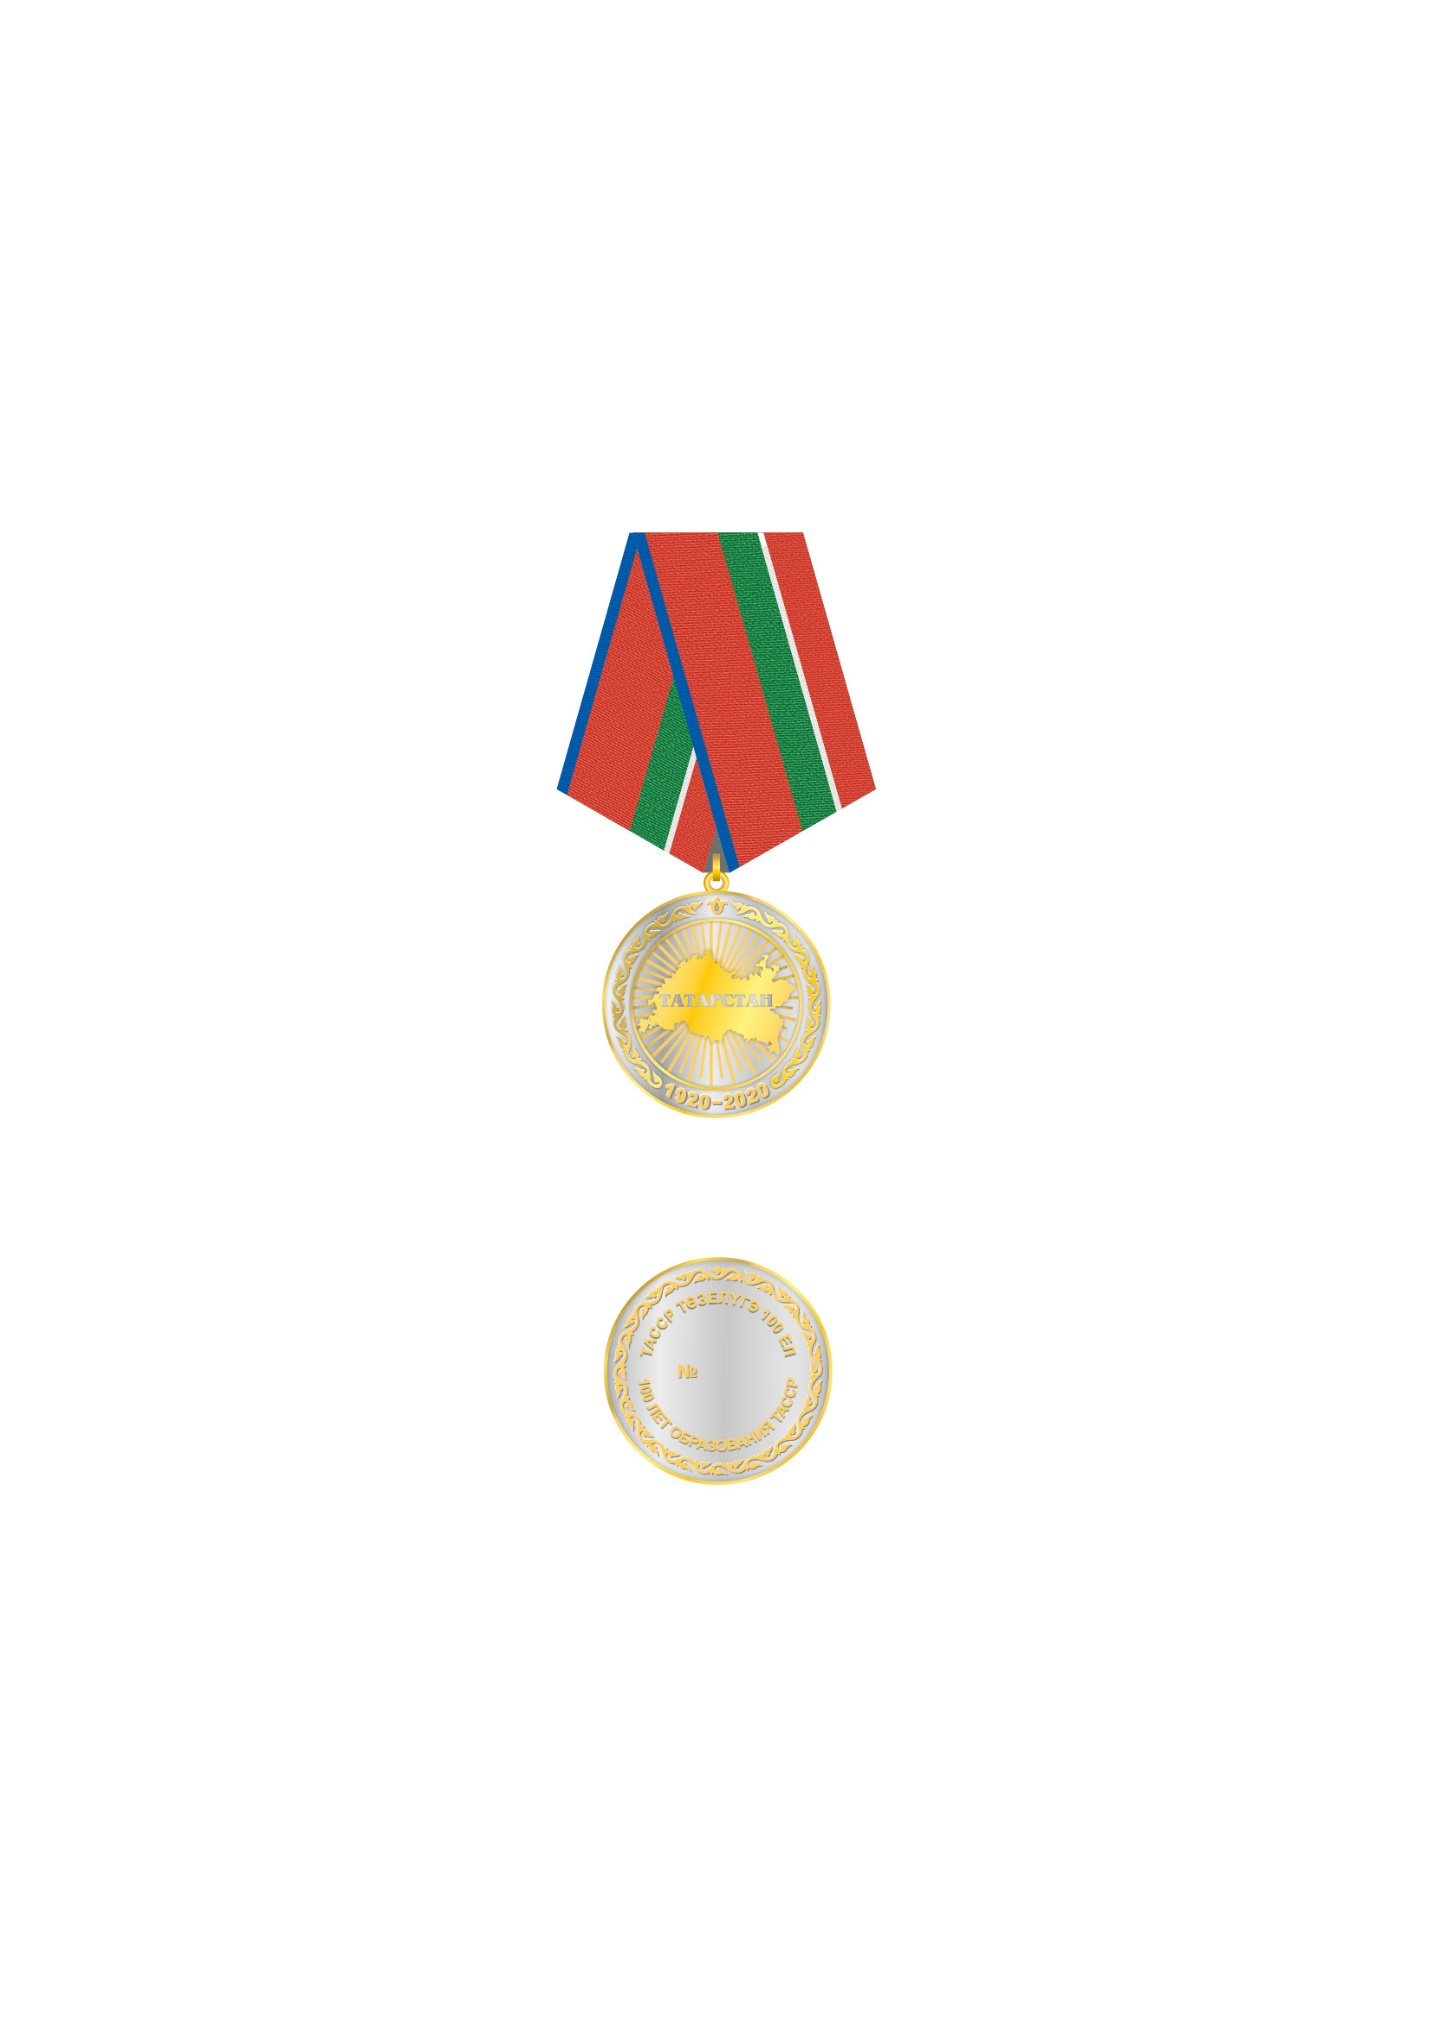 ТАТАРСТАН
1920–2020
ТАССР ТӨЗЕЛҮГӘ 100 ЕЛ
№
100 ЛЕТ ОБРАЗОВАНИЯ ТАССР